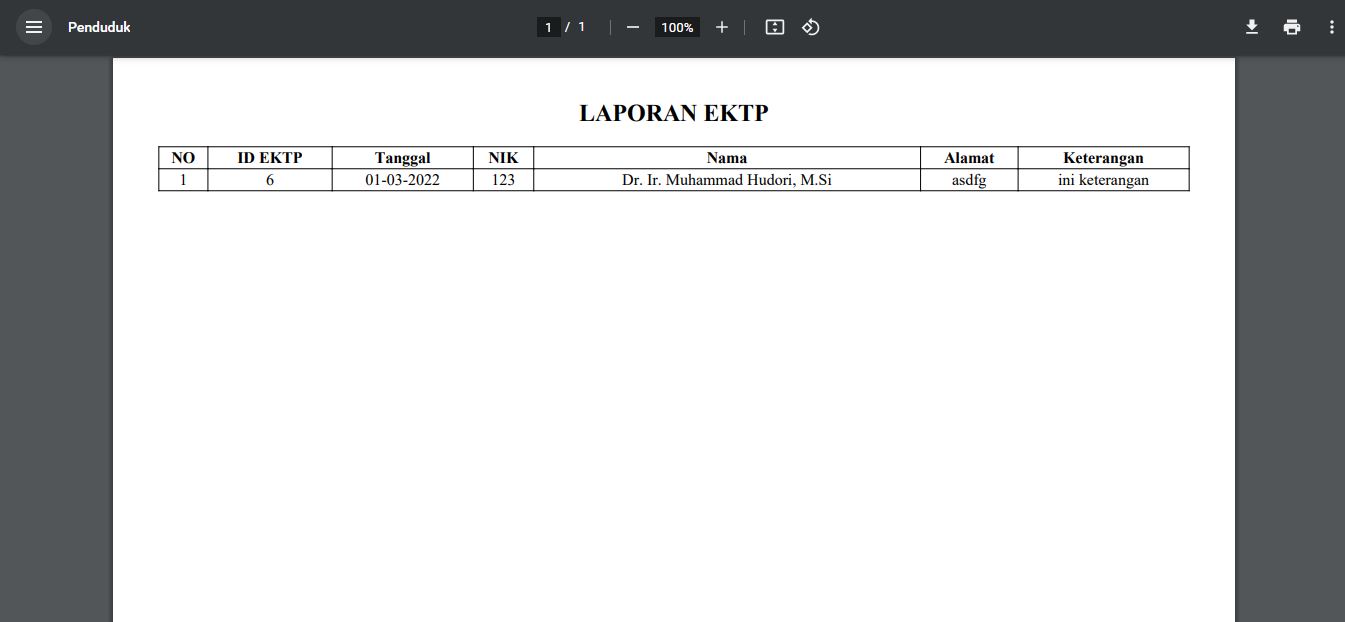 Penduduk 1 / 1 100%
LAPORAN EKTP
NO ID EKTP Tanggal NIK Nama Alamat Keterangan
1 6 01-03-2022 123 Dr. Ir. Muhammad Hudori, M.Si asdfg ini keterangan